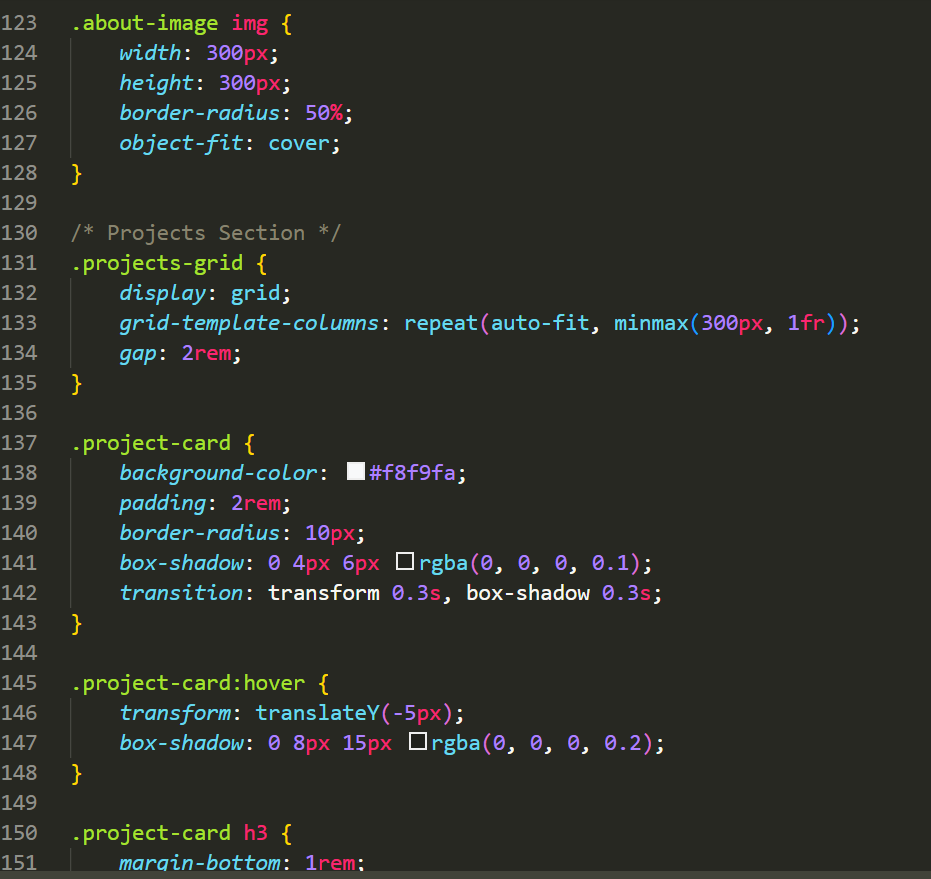 123 .about-image img {
124     width: 300px;
125     height: 300px;
126     border-radius: 50%;
127     object-fit: cover;
128 }
129
130 /* Projects Section */
131 .projects-grid {
132     display: grid;
133     grid-template-columns: repeat(auto-fit, minmax(300px, 1fr));
134     gap: 2rem;
135 }
136
137 .project-card {
138     background-color: #f8f9fa;
139     padding: 2rem;
140     border-radius: 10px;
141     box-shadow: 0 4px 6px rgba(0, 0, 0, 0.1);
142     transition: transform 0.3s, box-shadow 0.3s;
143 }
144
145 .project-card:hover {
146     transform: translateY(-5px);
147     box-shadow: 0 8px 15px rgba(0, 0, 0, 0.2);
148 }
149
150 .project-card h3 {
151     margin-bottom: 1rem;